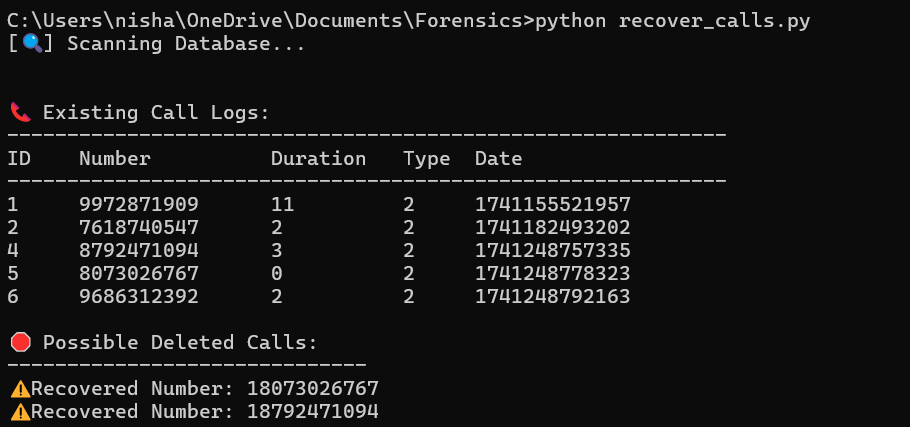 C:\Users\nisha\OneDrive\Documents\Forensics>python recover_calls.py
[🔍] Scanning Database...
📞 Existing Call Logs:
------------------------------------------------------------
ID    Number          Duration   Type  Date
------------------------------------------------------------
1     9972871909      11         2     1741155521957
2     7618740547      2          2     1741182493202
4     8792471094      3          2     1741248757335
5     8073026767      0          2     1741248778323
6     9686312392      2          2     1741248792163
🛑 Possible Deleted Calls:
------------------------------
⚠️Recovered Number: 18073026767
⚠️Recovered Number: 18792471094